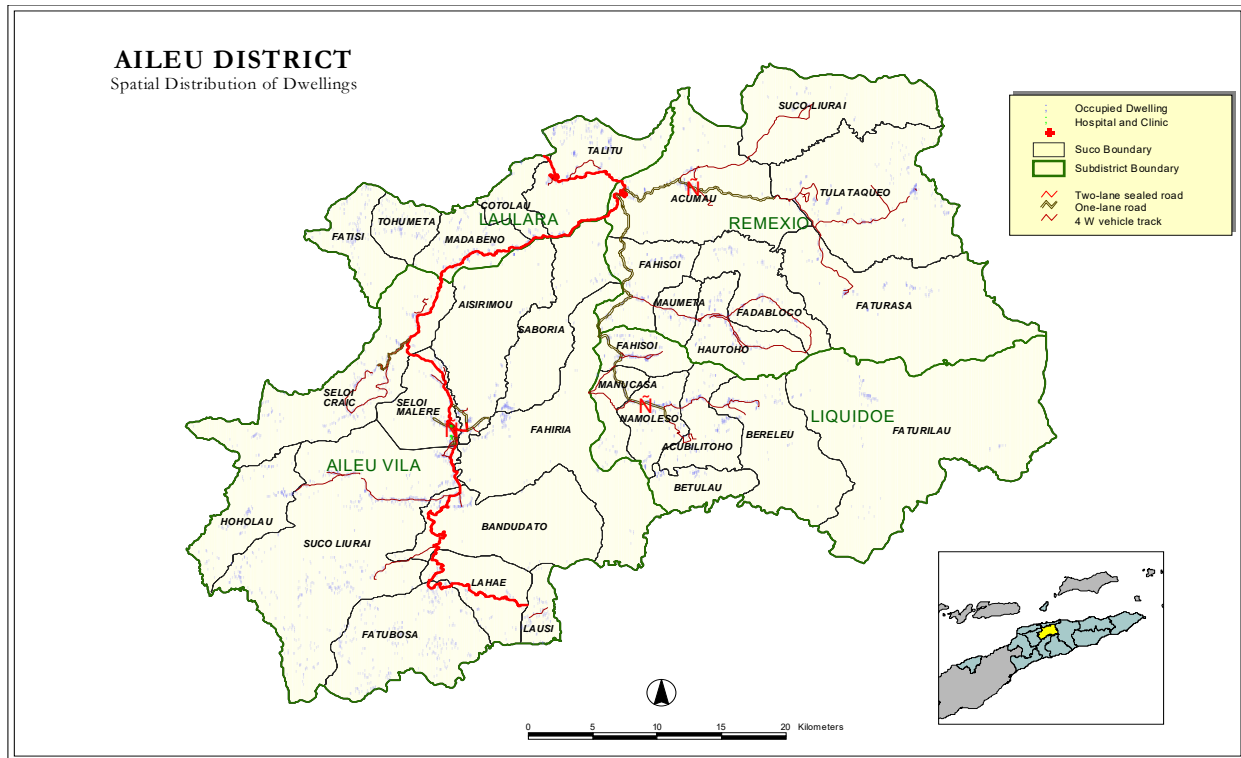 AILEU DISTRICT
Spatial Distribution of Dwellings
Occupied Dwelling
Hospital and Clinic
Suco Boundary
Subdistrict Boundary
Two-lane sealed road
One-lane road
4 W vehicle track
SUCO LIURAI
TALITU
Ñ
ACUMAU
TULATAQUEO
COTOLAU
LAULARA
TOHUMETA
REMEXIO
FATISI
MADABENO
FAHISOI
AISIRIMOU
MAUMETA
FATURASA
FADABLOCO
SABORIA
FAHISOI
HAUTOHO
MANUCASA
SELOI
CRAIC
SELOI
MALERE
Ñ
NAMOLESO
LIQUIDOE
FATURILAU
Ñ
FAHIRIA
BERELEU
ACUBILITOHO
AILEU VILA
BETULAU
HOHOLAU
BANDUDATO
SUCO LIURAI
LAHAE
LAUSI
FATUBOSA
0 5 10 15 20 Kilometers